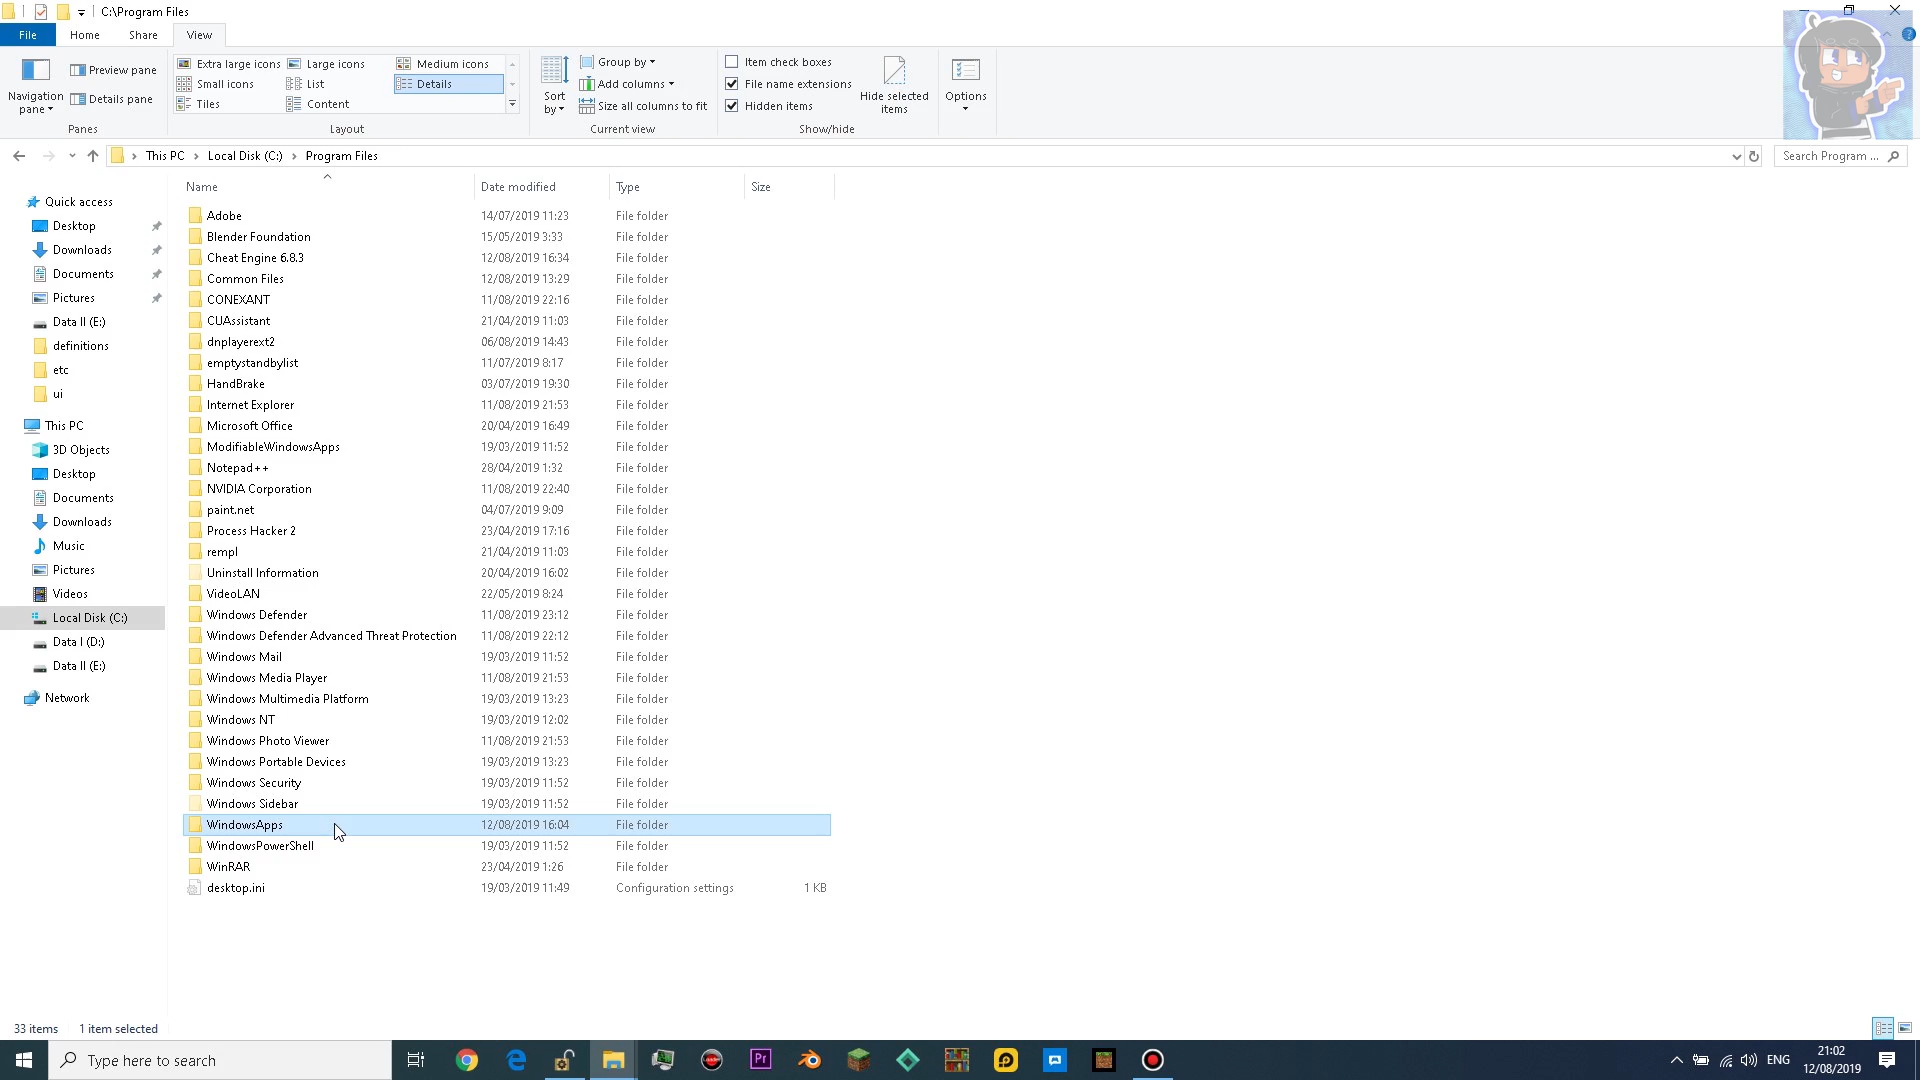 C:\Program Files
File Home Share View
Navigation pane
Preview pane
Details pane
Panes
Extra large icons Large icons Medium icons
Small icons List Details
Tiles Content
Layout
Sort by
Group by
Add columns
Size all columns to fit
Current view
Item check boxes
File name extensions
Hidden items
Hide selected items
Show/hide
Options
This PC Local Disk (C:) Program Files
Search Program ...
Quick access
Desktop
Downloads
Documents
Pictures
Data II (E:)
definitions
etc
ui
This PC
3D Objects
Desktop
Documents
Downloads
Music
Pictures
Videos
Local Disk (C:)
Data I (D:)
Data II (E:)
Network
Name Date modified Type Size
Adobe 14/07/2019 11:23 File folder
Blender Foundation 15/05/2019 3:33 File folder
Cheat Engine 6.8.3 12/08/2019 16:34 File folder
Common Files 12/08/2019 13:29 File folder
CONEXANT 11/08/2019 22:16 File folder
CUAssistant 21/04/2019 11:03 File folder
dnplayerext2 06/08/2019 14:43 File folder
emptystandbylist 11/07/2019 8:17 File folder
HandBrake 03/07/2019 19:30 File folder
Internet Explorer 11/08/2019 21:53 File folder
Microsoft Office 20/04/2019 16:49 File folder
ModifiableWindowsApps 19/03/2019 11:52 File folder
Notepad++ 28/04/2019 1:32 File folder
NVIDIA Corporation 11/08/2019 22:40 File folder
paint.net 04/07/2019 9:09 File folder
Process Hacker 2 23/04/2019 17:16 File folder
rempl 21/04/2019 11:03 File folder
Uninstall Information 20/04/2019 16:02 File folder
VideoLAN 22/05/2019 8:24 File folder
Windows Defender 11/08/2019 23:12 File folder
Windows Defender Advanced Threat Protection 11/08/2019 22:12 File folder
Windows Mail 19/03/2019 11:52 File folder
Windows Media Player 11/08/2019 21:53 File folder
Windows Multimedia Platform 19/03/2019 13:23 File folder
Windows NT 19/03/2019 12:02 File folder
Windows Photo Viewer 11/08/2019 21:53 File folder
Windows Portable Devices 19/03/2019 13:23 File folder
Windows Security 19/03/2019 11:52 File folder
Windows Sidebar 19/03/2019 11:52 File folder
WindowsApps 12/08/2019 16:04 File folder
WindowsPowerShell 19/03/2019 11:52 File folder
WinRAR 23/04/2019 1:26 File folder
desktop.ini 19/03/2019 11:49 Configuration settings 1 KB
33 items 1 item selected
Type here to search
Pr
ENG
21:02
12/08/2019